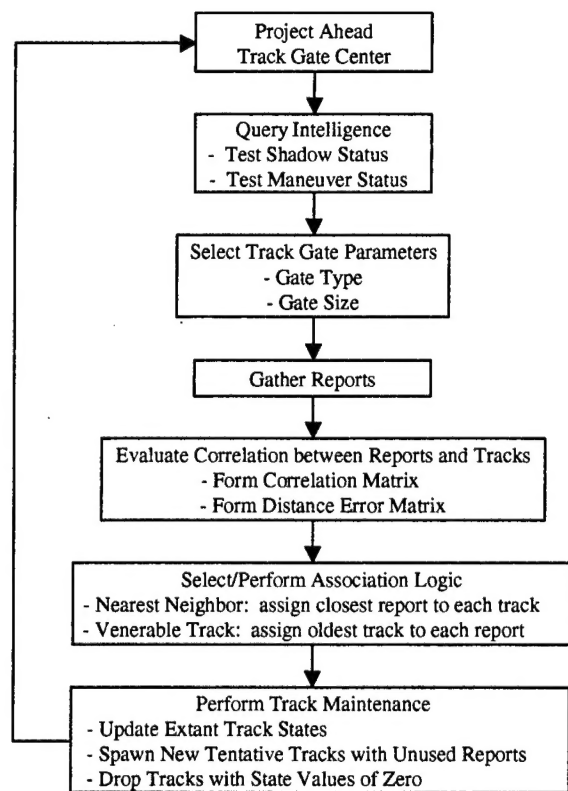 Project Ahead
Track Gate Center
Query Intelligence
- Test Shadow Status
- Test Maneuver Status
Select Track Gate Parameters
- Gate Type
- Gate Size
Gather Reports
Evaluate Correlation between Reports and Tracks
- Form Correlation Matrix
- Form Distance Error Matrix
Select/Perform Association Logic
- Nearest Neighbor: assign closest report to each track
- Venerable Track: assign oldest track to each report
Perform Track Maintenance
- Update Extant Track States
- Spawn New Tentative Tracks with Unused Reports
- Drop Tracks with State Values of Zero